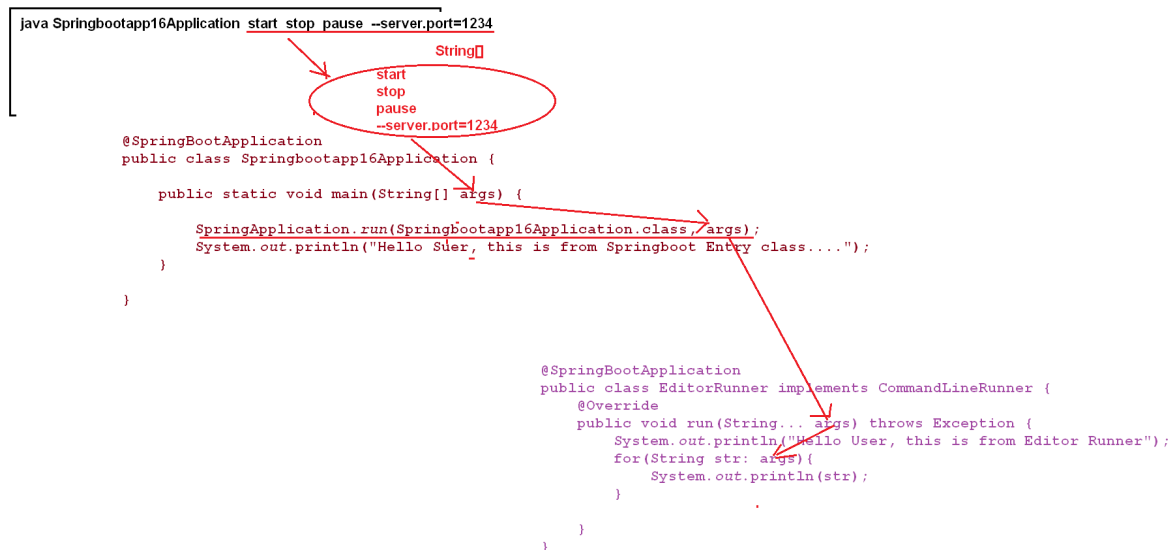 java Springbootapp16Application start stop pause --server.port=1234
String[]
start
stop
pause
--server.port=1234
@SpringBootApplication
public class Springbootapp16Application {
public static void main(String[] args) {
SpringApplication.run(Springbootapp16Application.class, args);
System.out.println("Hello Suer, this is from Springboot Entry class....");
}
}
@SpringBootApplication
public class EditorRunner implements CommandLineRunner {
@Override
public void run(String... args) throws Exception {
System.out.println("Hello User, this is from Editor Runner");
for(String str: args){
System.out.println(str);
}
}
}